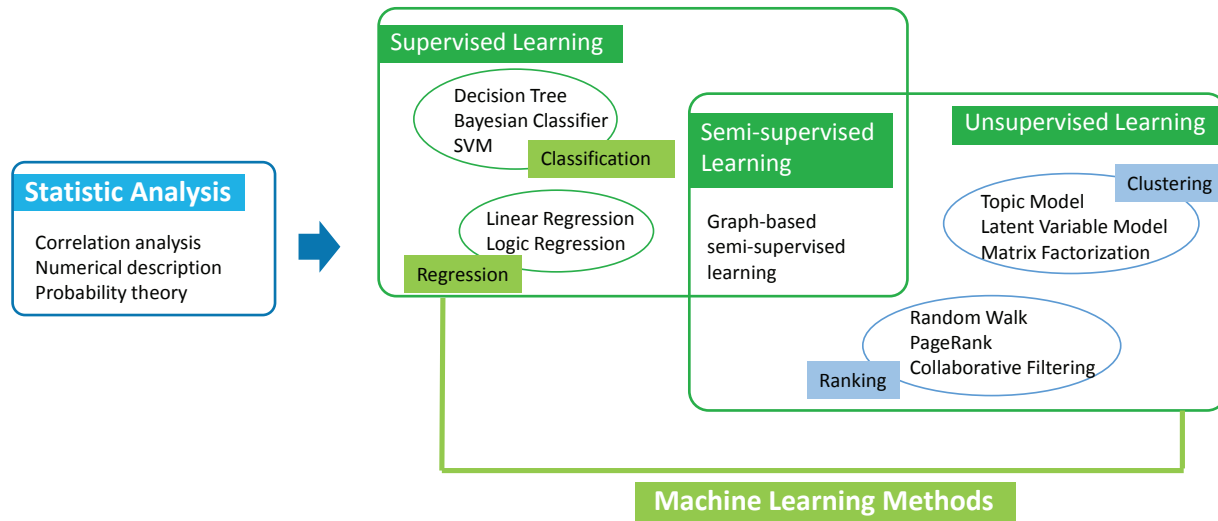 Statistic Analysis
Correlation analysis
Numerical description
Probability theory
Supervised Learning
Decision Tree
Bayesian Classifier
SVM
Classification
Linear Regression
Logic Regression
Regression
Semi-supervised
Learning
Graph-based
semi-supervised
learning
Unsupervised Learning
Clustering
Topic Model
Latent Variable Model
Matrix Factorization
Random Walk
PageRank
Collaborative Filtering
Ranking
Machine Learning Methods